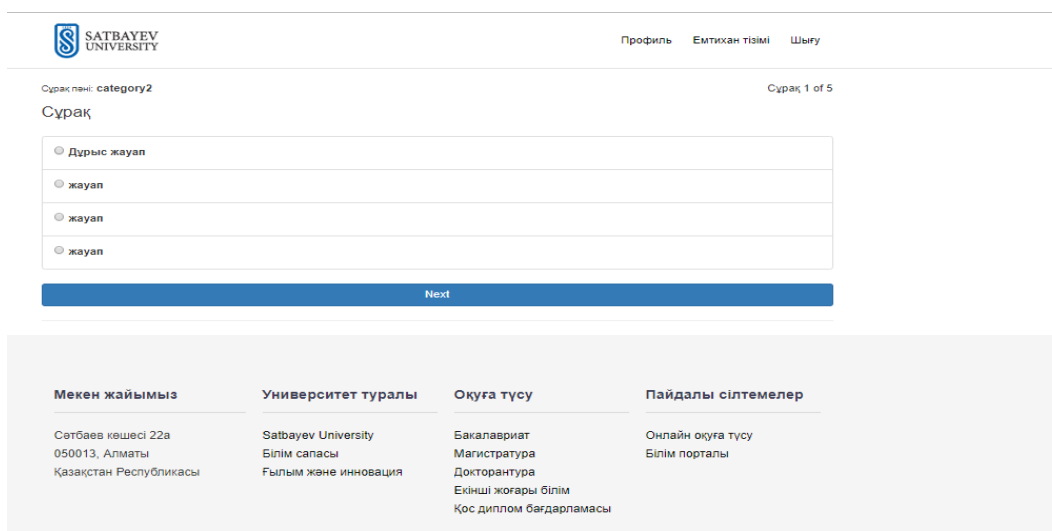 SATBAYEV
UNIVERSITY
Профиль Емтихан тізімі Шығу
Сұрақ пәні: category2 Сұрақ 1 of 5
Сұрақ
Дұрыс жауап
жауап
жауап
жауап
Next
Мекен жайымыз Университет туралы Оқуға түсу Пайдалы сілтемелер
Сәтбаев көшесі 22а Satbayev University Бакалавриат Онлайн оқуға түсу
050013, Алматы Білім сапасы Магистратура Білім порталы
Қазақстан Республикасы Ғылым және инновация Докторантура
Екінші жоғары білім
Қос диплом бағдарламасы